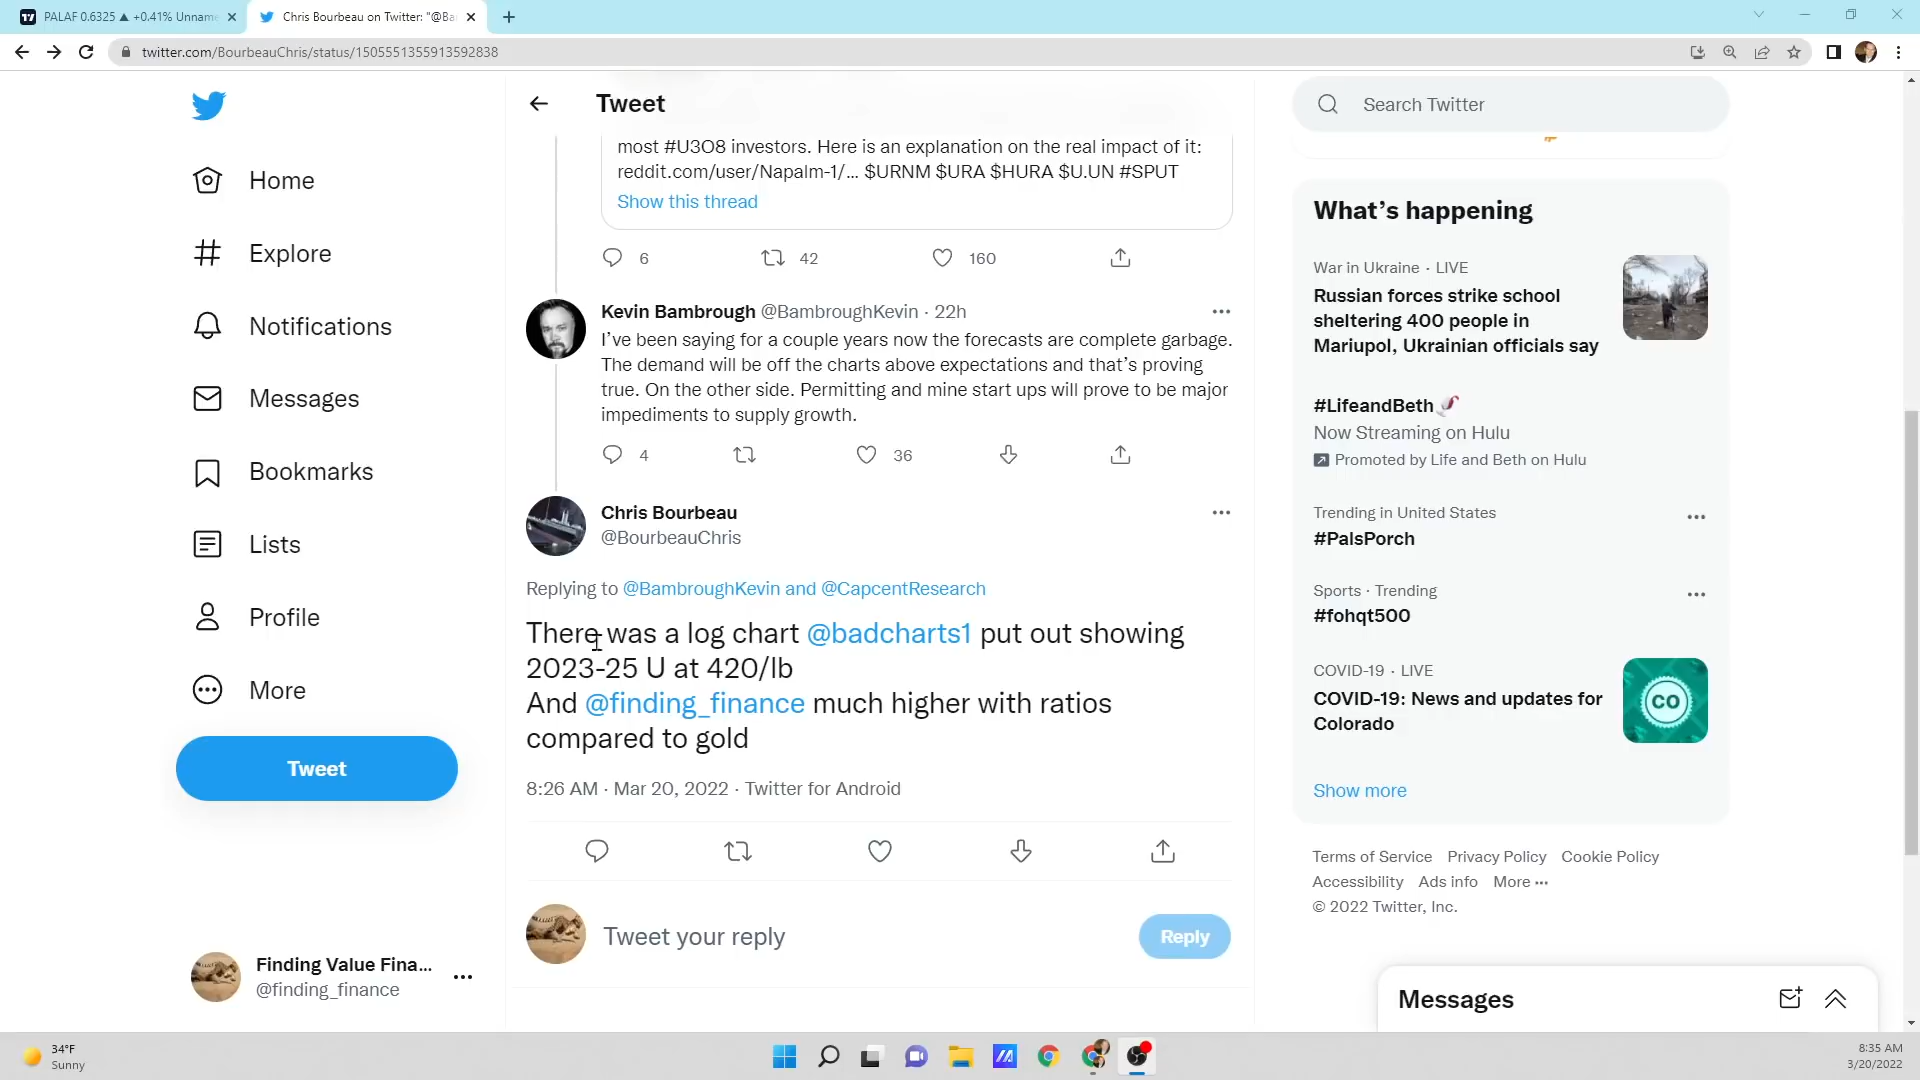 PALAF 0.6325 ▲ +0.41% Unname
Chris Bourbeau on Twitter: "@Ba
twitter.com/BourbeauChris/status/1505551355913592838
Home
Explore
Notifications
Messages
Bookmarks
Lists
Profile
More
Tweet
Finding Value Fina...
@finding_finance
Tweet
most #U3O8 investors. Here is an explanation on the real impact of it:
reddit.com/user/Napalm-1/... $URNM $URA $HURA $U.UN #SPUT
Show this thread
6 42 160
Kevin Bambrough @BambroughKevin · 22h
I've been saying for a couple years now the forecasts are complete garbage.
The demand will be off the charts above expectations and that's proving
true. On the other side. Permitting and mine start ups will prove to be major
impediments to supply growth.
4 36
Chris Bourbeau
@BourbeauChris
Replying to @BambroughKevin and @CapcentResearch
There was a log chart @badcharts1 put out showing
2023-25 U at 420/lb
And @finding_finance much higher with ratios
compared to gold
8:26 AM · Mar 20, 2022 · Twitter for Android
Tweet your reply
Reply
Search Twitter
What's happening
War in Ukraine · LIVE
Russian forces strike school
sheltering 400 people in
Mariupol, Ukrainian officials say
#LifeandBeth
Now Streaming on Hulu
Promoted by Life and Beth on Hulu
Trending in United States
#PalsPorch
Sports · Trending
#fohqt500
COVID-19 · LIVE
COVID-19: News and updates for
Colorado
CO
Show more
Terms of Service Privacy Policy Cookie Policy
Accessibility Ads info More ···
© 2022 Twitter, Inc.
Messages
34°F
Sunny
8:35 AM
3/20/2022